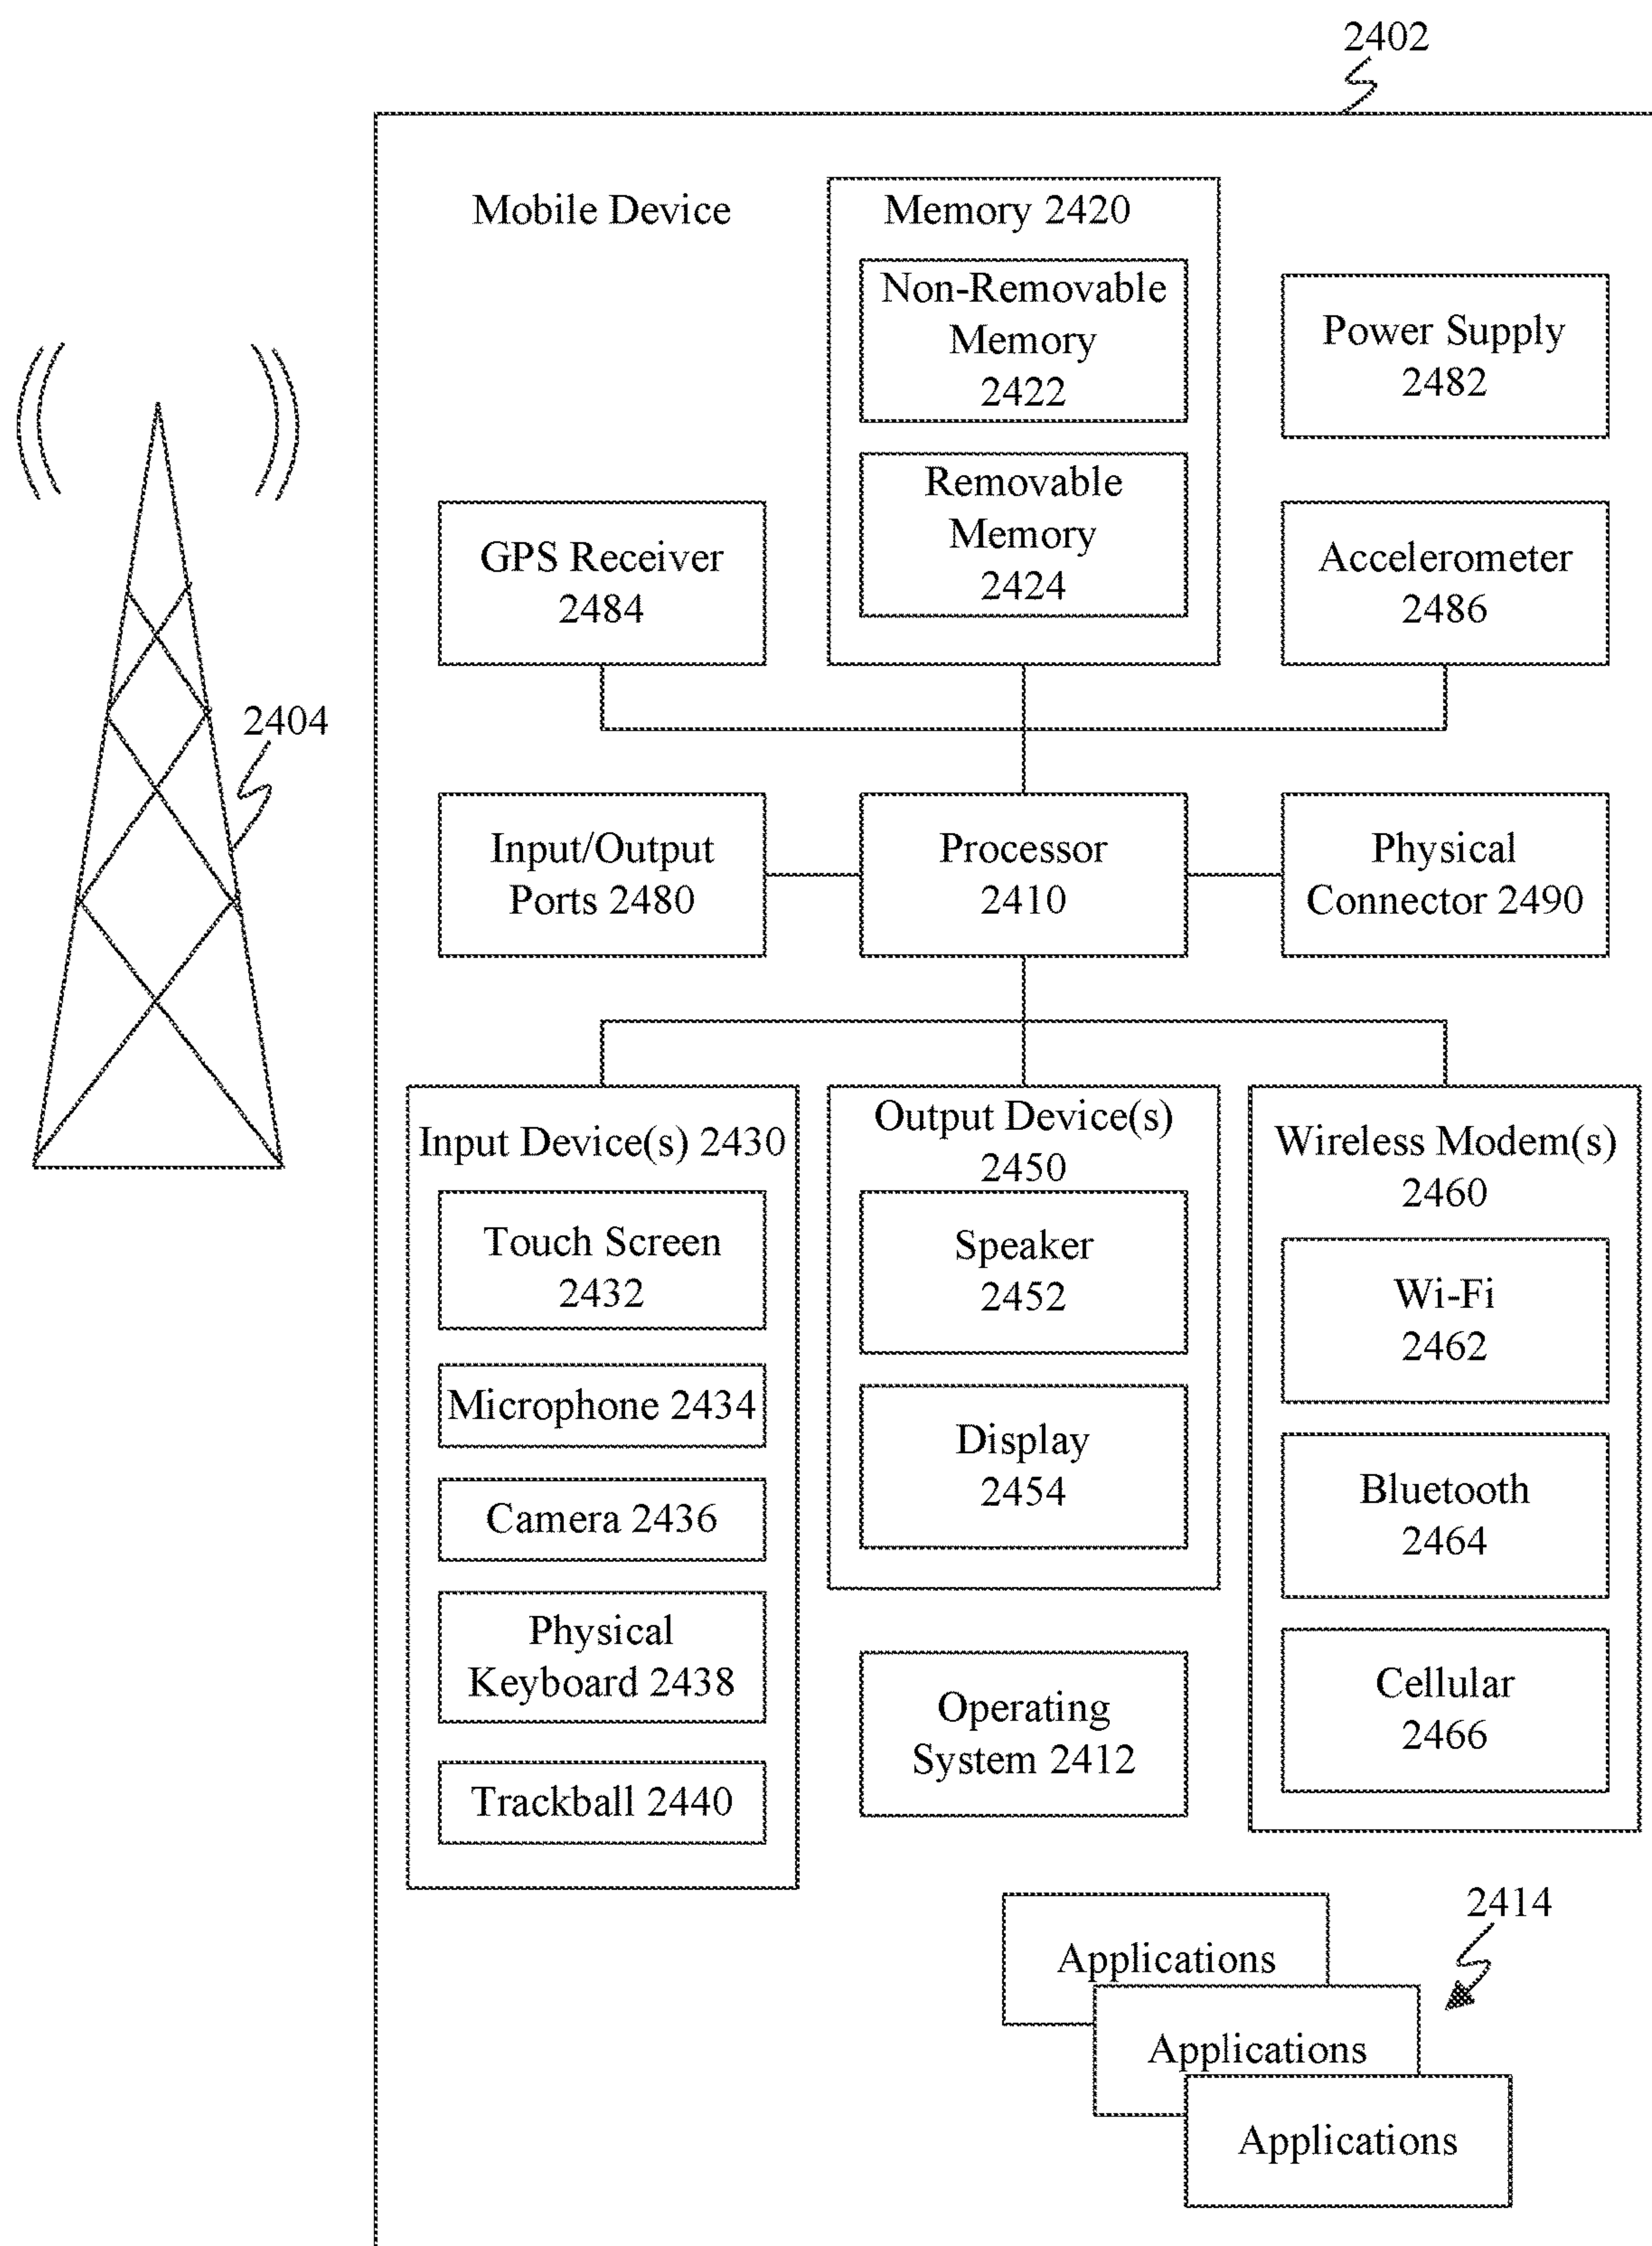 2402
Mobile Device
Memory 2420
Non-Removable
Memory
2422
Power Supply
2482
Removable
Memory
2424
GPS Receiver
2484
Accelerometer
2486
2404
Input/Output
Ports 2480
Processor
2410
Physical
Connector 2490
Input Device(s) 2430
Touch Screen
2432
Microphone 2434
Camera 2436
Physical
Keyboard 2438
Trackball 2440
Output Device(s)
2450
Speaker
2452
Display
2454
Operating
System 2412
Wireless Modem(s)
2460
Wi-Fi
2462
Bluetooth
2464
Cellular
2466
2414
Applications
Applications
Applications